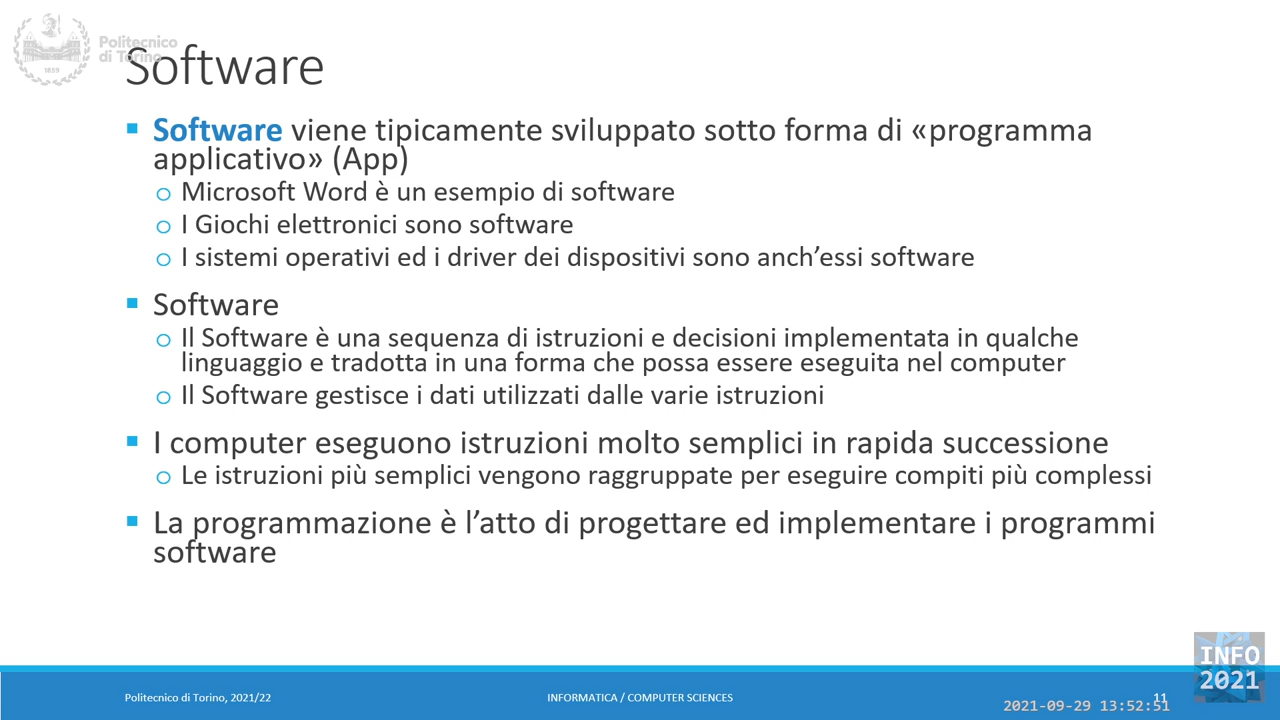 Politecnico
di Torino
1859
Software
Software viene tipicamente sviluppato sotto forma di «programma
applicativo» (App)
Microsoft Word è un esempio di software
I Giochi elettronici sono software
I sistemi operativi ed i driver dei dispositivi sono anch’essi software
Software
Il Software è una sequenza di istruzioni e decisioni implementata in qualche
linguaggio e tradotta in una forma che possa essere eseguita nel computer
Il Software gestisce i dati utilizzati dalle varie istruzioni
I computer eseguono istruzioni molto semplici in rapida successione
Le istruzioni più semplici vengono raggruppate per eseguire compiti più complessi
La programmazione è l’atto di progettare ed implementare i programmi
software
INFO
2021
Politecnico di Torino, 2021/22
INFORMATICA / COMPUTER SCIENCES
11
2021-09-29 13:52:51